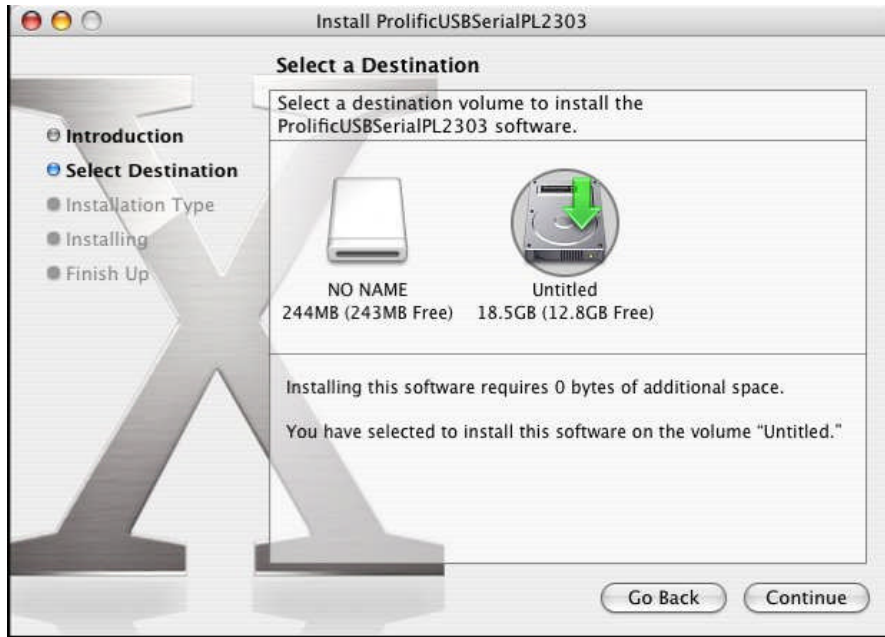 Install ProlificUSBSerialPL2303
Select a Destination
Introduction
Select Destination
Installation Type
Installing
Finish Up
Select a destination volume to install the
ProlificUSBSerialPL2303 software.
NO NAME
244MB (243MB Free)
Untitled
18.5GB (12.8GB Free)
Installing this software requires 0 bytes of additional space.
You have selected to install this software on the volume “Untitled.”
Go Back
Continue